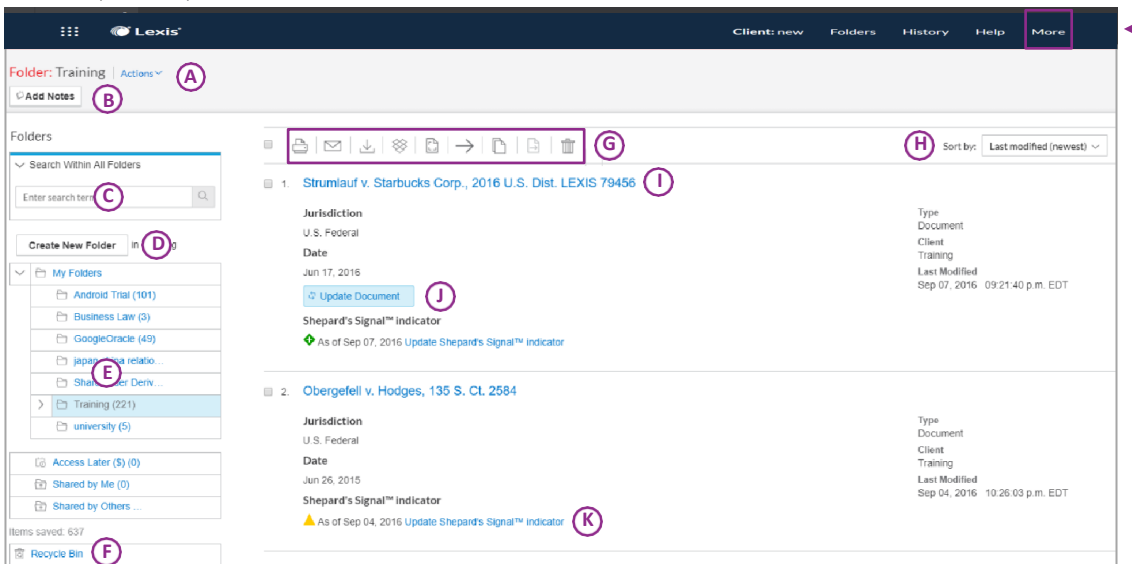 Lexis® Client: new Folders History Help More
Folder: Training Actions A
Add Notes B
Folders
Search Within All Folders
Enter search term C
Create New Folder in D g
My Folders
Android Trial (101)
Business Law (3)
GoogleOracle (49)
relatio...
E
Deriv...
Training (221)
university (5)
Access Later ($) (0)
Shared by Me (0)
Shared by Others ...
Items saved: 637
Recycle Bin F
G H Sort by: Last modified (newest)
1. Strumlauf v. Starbucks Corp., 2016 U.S. Dist. LEXIS 79456 I
Jurisdiction
U.S. Federal
Date
Jun 17, 2016
Update Document J
Shepard's Signal™ indicator
As of Sep 07, 2016 Update Shepard's Signal™ indicator
Type
Document
Client
Training
Last Modified
Sep 07, 2016 09:21:40 p.m. EDT
2. Obergefell v. Hodges, 135 S. Ct. 2584
Jurisdiction
U.S. Federal
Date
Jun 26, 2015
Shepard's Signal™ indicator
As of Sep 04, 2016 Update Shepard's Signal™ indicator K
Type
Document
Client
Training
Last Modified
Sep 04, 2016 10:26:03 p.m. EDT